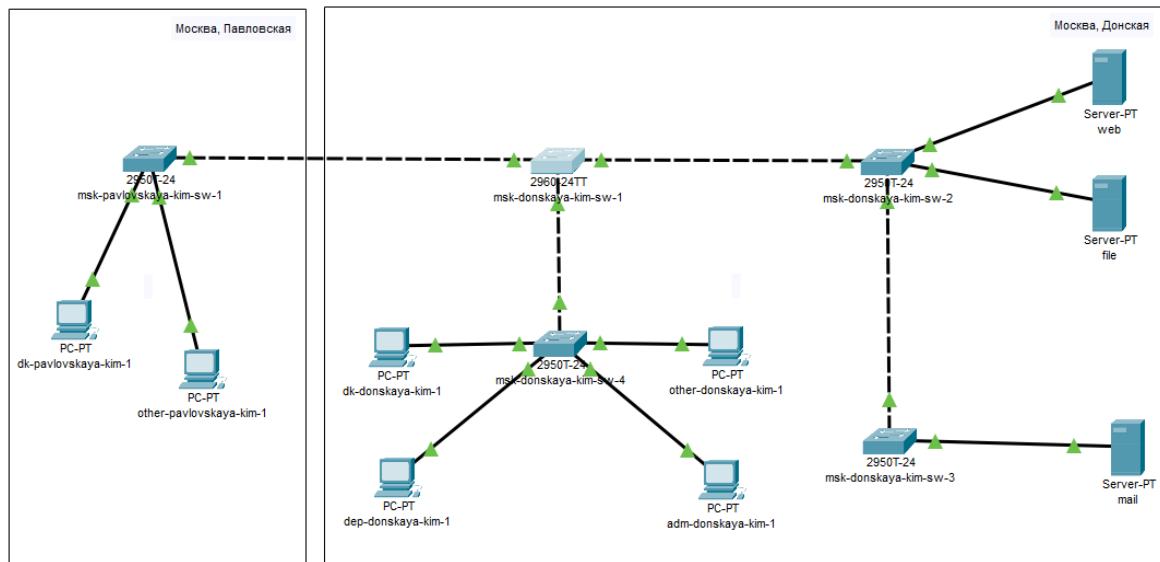 Москва, Павловская
Москва, Донская
Server-PT
web
2950T-24
msk-pavlovskaya-kim-sw-1
2960-24TT
msk-donskaya-kim-sw-1
2950T-24
msk-donskaya-kim-sw-2
Server-PT
file
PC-PT
dk-pavlovskaya-kim-1
PC-PT
other-pavlovskaya-kim-1
PC-PT
dk-donskaya-kim-1
2950T-24
msk-donskaya-kim-sw-4
PC-PT
other-donskaya-kim-1
2950T-24
msk-donskaya-kim-sw-3
Server-PT
mail
PC-PT
dep-donskaya-kim-1
PC-PT
adm-donskaya-kim-1